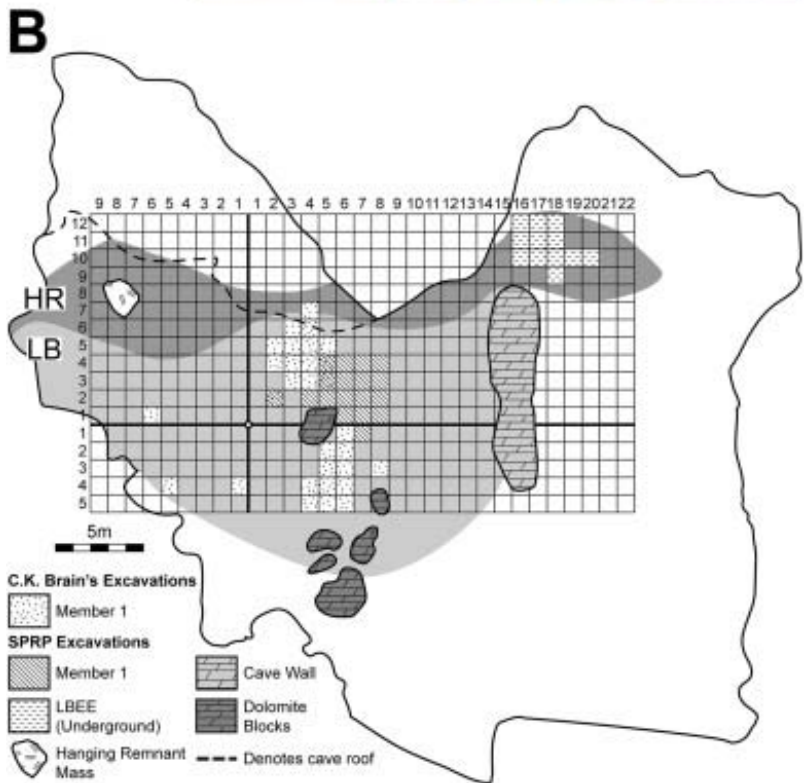 B
9 8 7 6 5 4 3 2 1 1 2 3 4 5 6 7 8 9 10 11 12 13 14 15 16 17 18 19 20 21 22
12
11
10
9
8
HR
7
6
LB
5
4
3
2
1
1
2
3
4
5
5m
C.K. Brain's Excavations
Member 1
SPRP Excavations
Member 1
Cave Wall
LBEE
(Underground)
Dolomite
Blocks
Hanging Remnant
Mass
Denotes cave roof